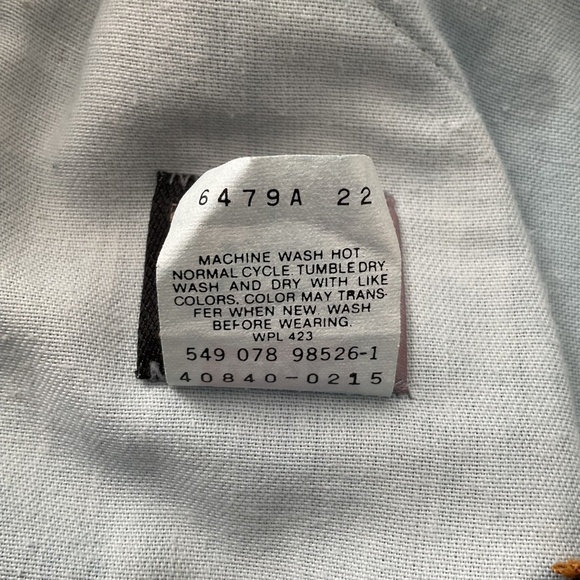 6479A 22
MACHINE WASH HOT
NORMAL CYCLE TUMBLE DRY
WASH AND DRY WITH LIKE
COLORS. COLOR MAY TRANS-
FER WHEN NEW. WASH
BEFORE WEARING.
WPL 423
549 078 98526-1
40840-0215